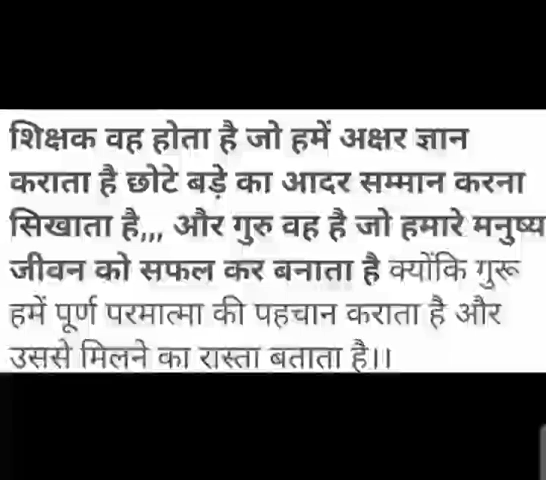 शिक्षक वह होता है जो हमें अक्षर ज्ञान
कराता है छोटे बड़े का आदर सम्मान करना
सिखाता है,,, और गुरु वह है जो हमारे मनुष्य
जीवन को सफल कर बनाता है क्योंकि गुरू
हमें पूर्ण परमात्मा की पहचान कराता है और
उससे मिलने का रास्ता बताता है।।